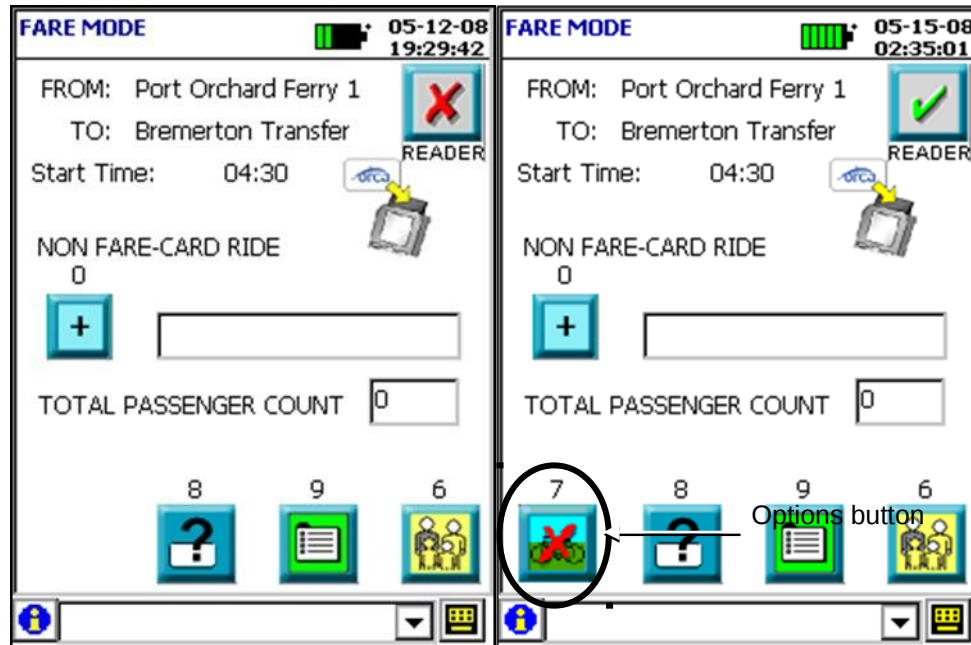 FARE MODE
05-12-08
19:29:42
FROM: Port Orchard Ferry 1
TO: Bremerton Transfer
READER
Start Time: 04:30
orca
NON FARE-CARD RIDE
0
+
TOTAL PASSENGER COUNT 0
8 9 6
?
FARE MODE
05-15-08
02:35:01
FROM: Port Orchard Ferry 1
TO: Bremerton Transfer
READER
Start Time: 04:30
orca
NON FARE-CARD RIDE
0
+
TOTAL PASSENGER COUNT 0
7 8 9 6
?
Options button